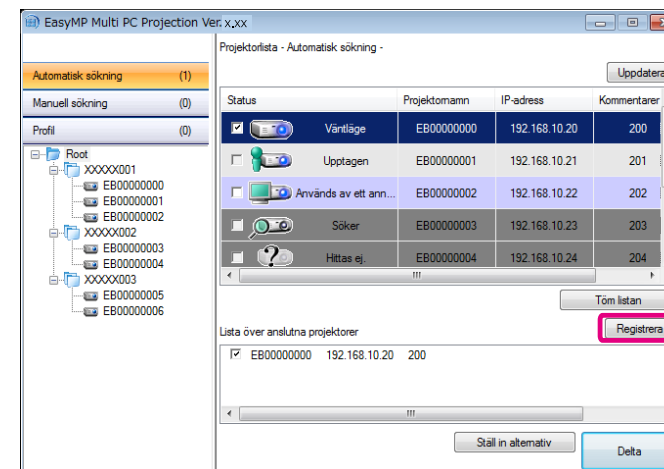 EasyMP Multi PC Projection Ver. x.xx
Projektorlista - Automatisk sökning -
Automatisk sökning (1)
Uppdatera
Manuell sökning (0)
Status Projektornamn IP-adress Kommentarer
Profil (0)
Väntläge EB00000000 192.168.10.20 200
Root
XXXXX001
EB00000000
EB00000001
EB00000002
XXXXX002
EB00000003
EB00000004
XXXXX003
EB00000005
EB00000006
Upptagen EB00000001 192.168.10.21 201
Används av ett ann... EB00000002 192.168.10.22 202
Söker EB00000003 192.168.10.23 203
Hittas ej. EB00000004 192.168.10.24 204
Töm listan
Registrera
Lista över anslutna projektorer
EB00000000 192.168.10.20 200
Ställ in alternativ
Delta